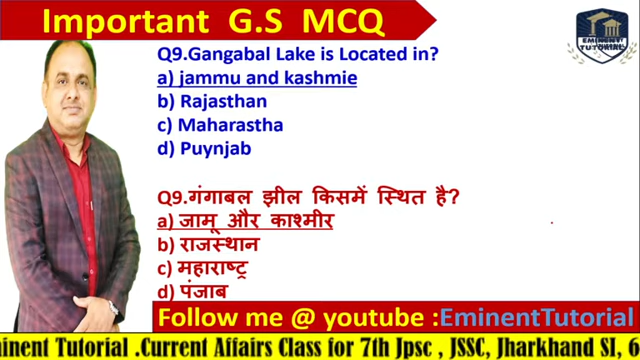 Important G.S MCQ
EMINENT
TUTORIAL
Q9.Gangabal Lake is Located in?
a) jammu and kashmie
b) Rajasthan
c) Maharastha
d) Puynjab
Q9.गंगाबल झील किसमें स्थित है?
a) जामू और काश्मीर
b) राजस्थान
c) महाराष्ट्र
d) पंजाब
Follow me @ youtube :EminentTutorial
inent Tutorial .Current Affairs Class for 7th Jpsc , JSSC, Jharkhand SI, 6